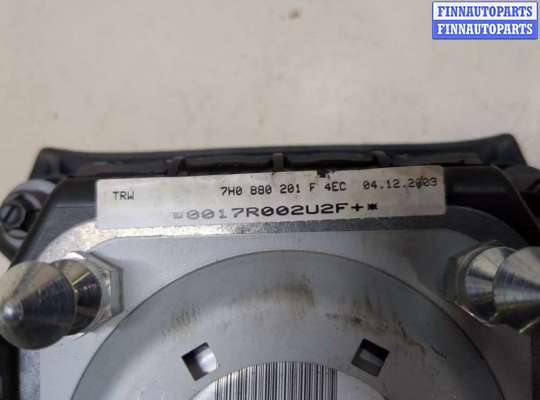 FINNAUTOPARTS
FINNAUTOPARTS
TRW 7H0 880 201 F 4EC 04.12.2003
*0017R002U2F+*